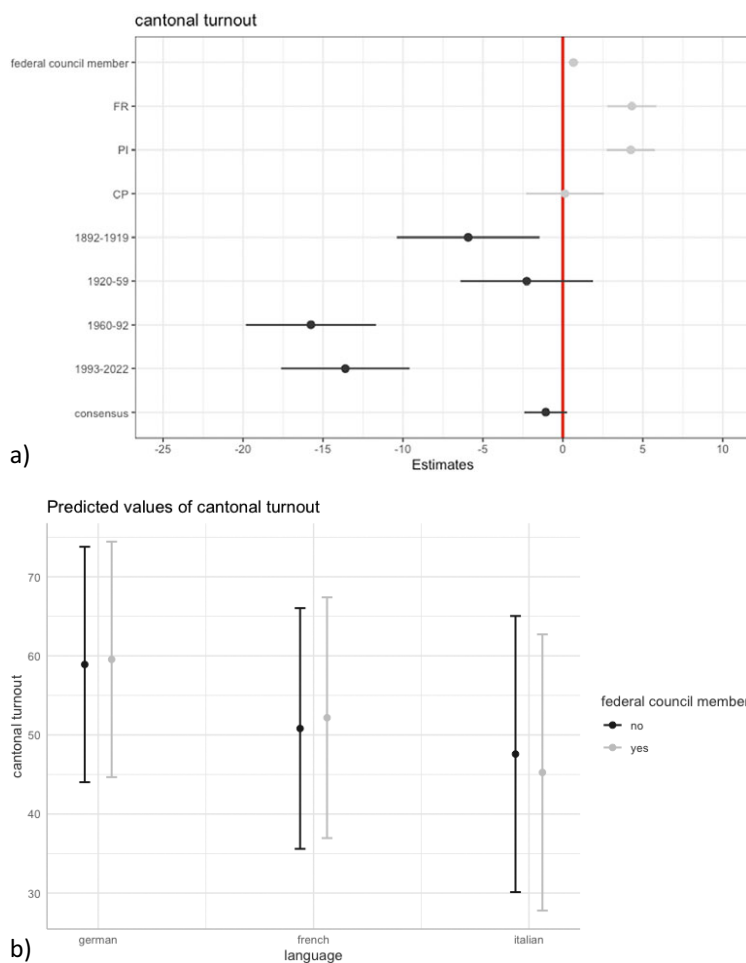 cantonal turnout
federal council member
FR
PI
CP
1892-1919
1920-59
1960-92
1993-2022
consensus
-25 -20 -15 -10 -5 0 5 10
Estimates
a)
Predicted values of cantonal turnout
cantonal turnout
70
60
50
40
30
german french italian
language
federal council member
no
yes
b)